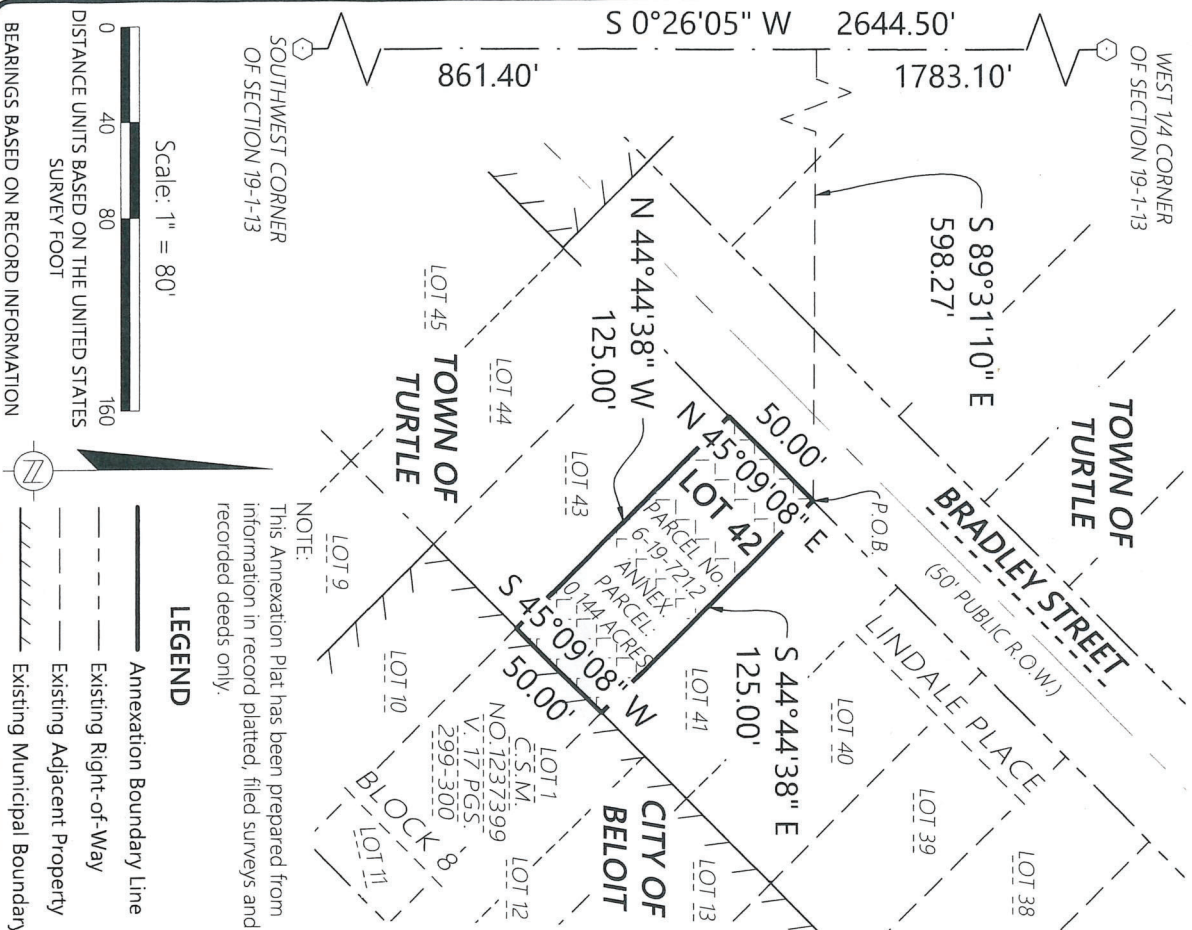 WEST 1/4 CORNER
OF SECTION 19-1-13
S 0°26'05" W 2644.50'
1783.10'
861.40'
SOUTHWEST CORNER
OF SECTION 19-1-13
S 89°31'10" E
598.27'
TOWN OF
TURTLE
BRADLEY STREET
(50' PUBLIC R.O.W.)
LINDALE PLACE
P.O.B.
50.00'
N 45°09'08" E
N 44°44'38" W
125.00'
LOT 42
PARCEL No.
6-19-721.2
ANNEX.
PARCEL:
0.144 ACRES
S 44°44'38" E
125.00'
S 45°09'08" W
50.00'
LOT 38
LOT 39
LOT 40
LOT 41
LOT 43
LOT 44
LOT 45
TOWN OF
TURTLE
CITY OF
BELOIT
LOT 13
LOT 12
LOT 1
C.S.M.
NO.1237399
V. 17 PGS.
299-300
BLOCK 8
LOT 11
LOT 10
LOT 9
Scale: 1" = 80'
0 40 80 160
DISTANCE UNITS BASED ON THE UNITED STATES
SURVEY FOOT
BEARINGS BASED ON RECORD INFORMATION
N
NOTE:
This Annexation Plat has been prepared from
information in record platted, filed surveys and
recorded deeds only.
LEGEND
Annexation Boundary Line
Existing Right-of-Way
Existing Adjacent Property
Existing Municipal Boundary